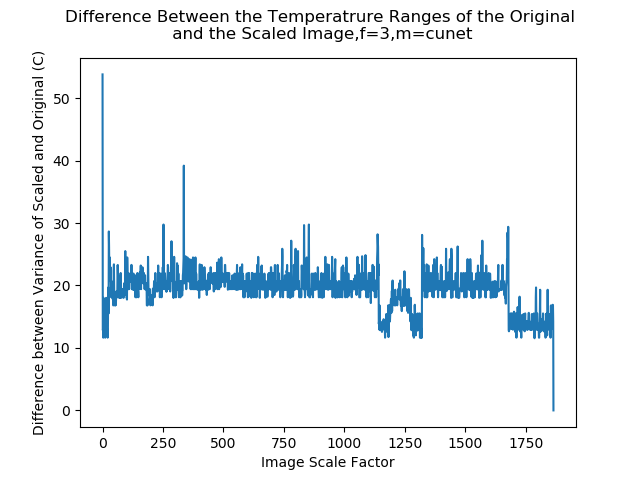 Difference Between the Temperatrure Ranges of the Original
and the Scaled Image,f=3,m=cunet
Difference between Variance of Scaled and Original (C)
50
40
30
20
10
0
0 250 500 750 1000 1250 1500 1750
Image Scale Factor